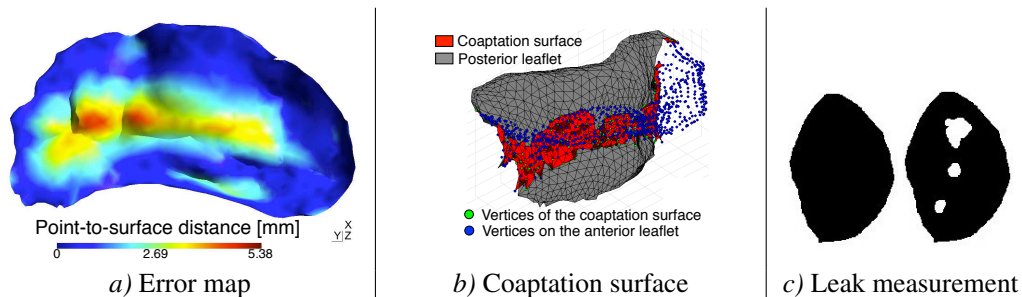 Point-to-surface distance [mm]
0 2.69 5.38
X
Y Z
a) Error map
Coaptation surface
Posterior leaflet
Vertices of the coaptation surface
Vertices on the anterior leaflet
b) Coaptation surface
c) Leak measurement